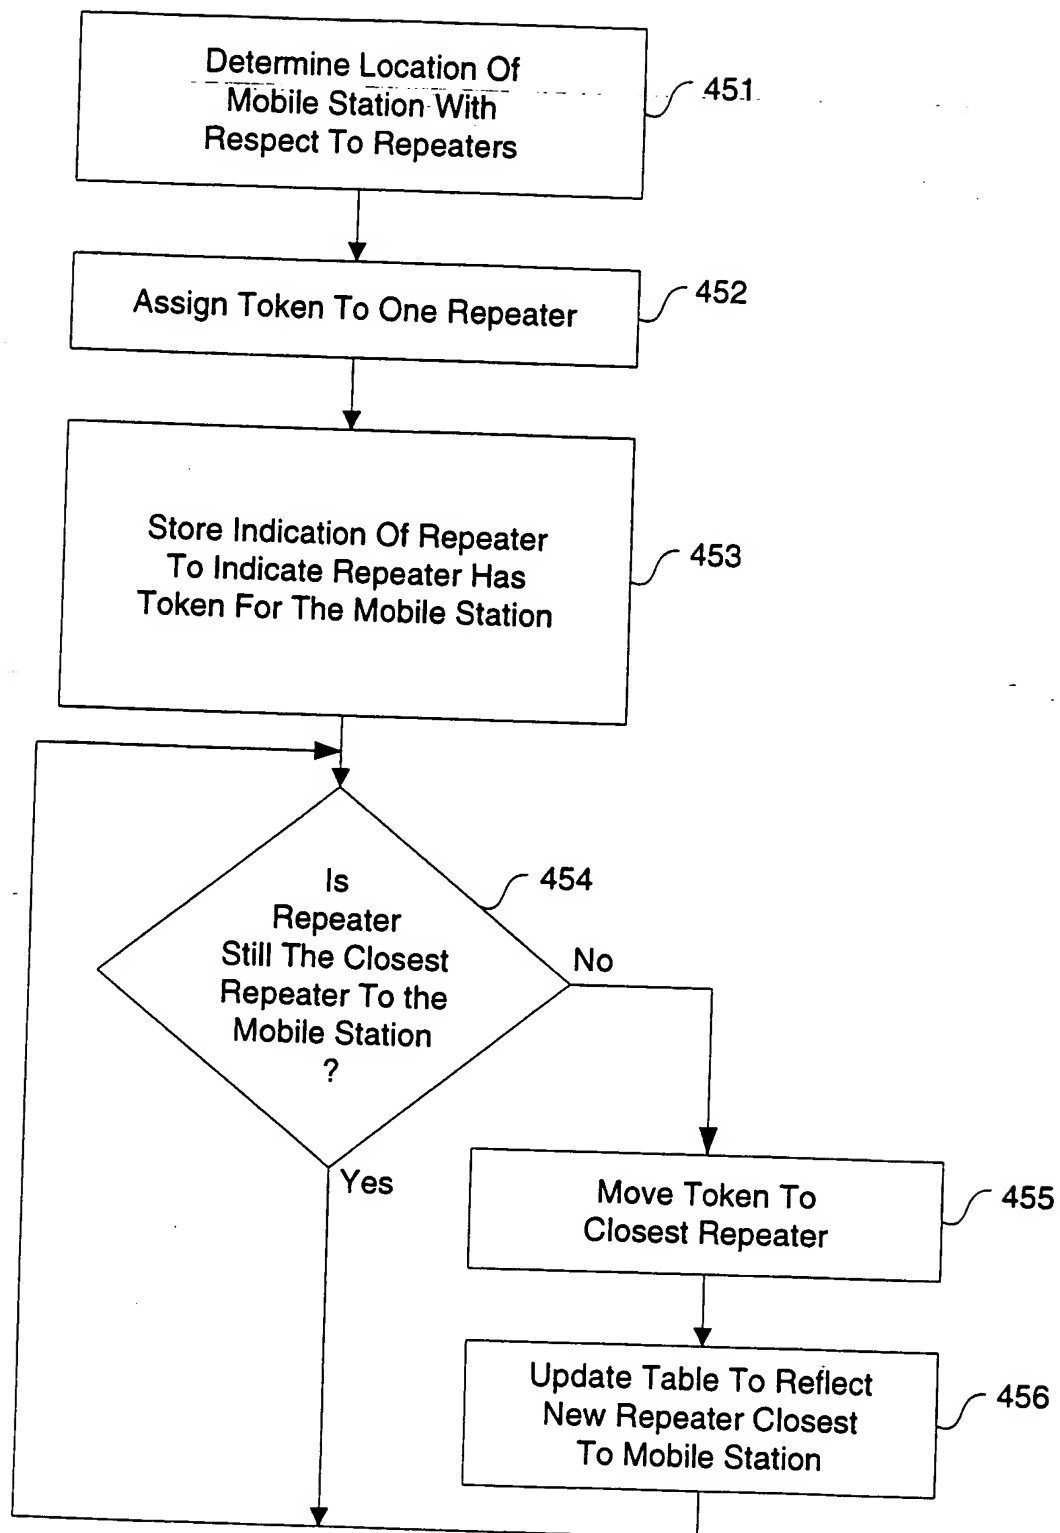 Determine Location Of
Mobile Station With
Respect To Repeaters
451
Assign Token To One Repeater
452
Store Indication Of Repeater
To Indicate Repeater Has
Token For The Mobile Station
453
Is
Repeater
Still The Closest
Repeater To the
Mobile Station
?
454
No
Yes
Move Token To
Closest Repeater
455
Update Table To Reflect
New Repeater Closest
To Mobile Station
456